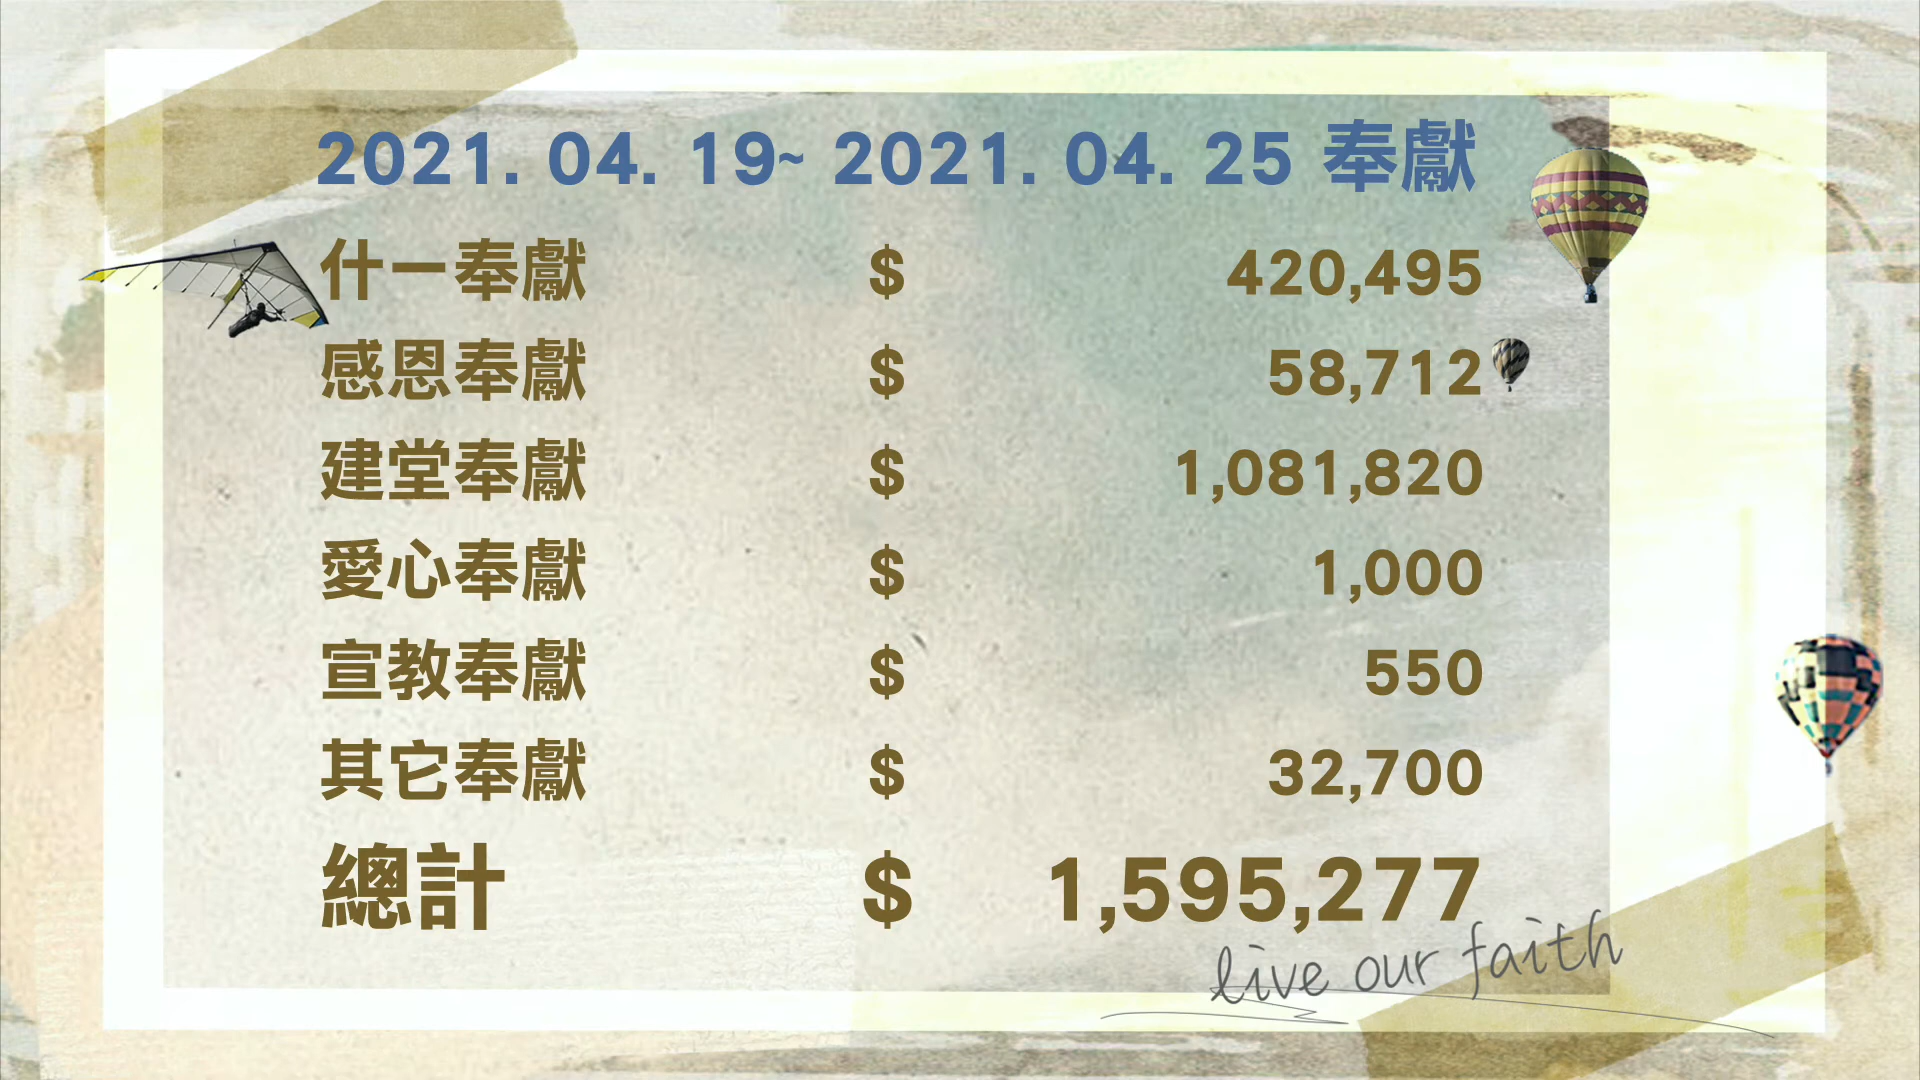 2021. 04. 19~ 2021. 04. 25 奉獻
什一奉獻 $ 420,495
感恩奉獻 $ 58,712
建堂奉獻 $ 1,081,820
愛心奉獻 $ 1,000
宣教奉獻 $ 550
其它奉獻 $ 32,700
總計 $ 1,595,277
live our faith